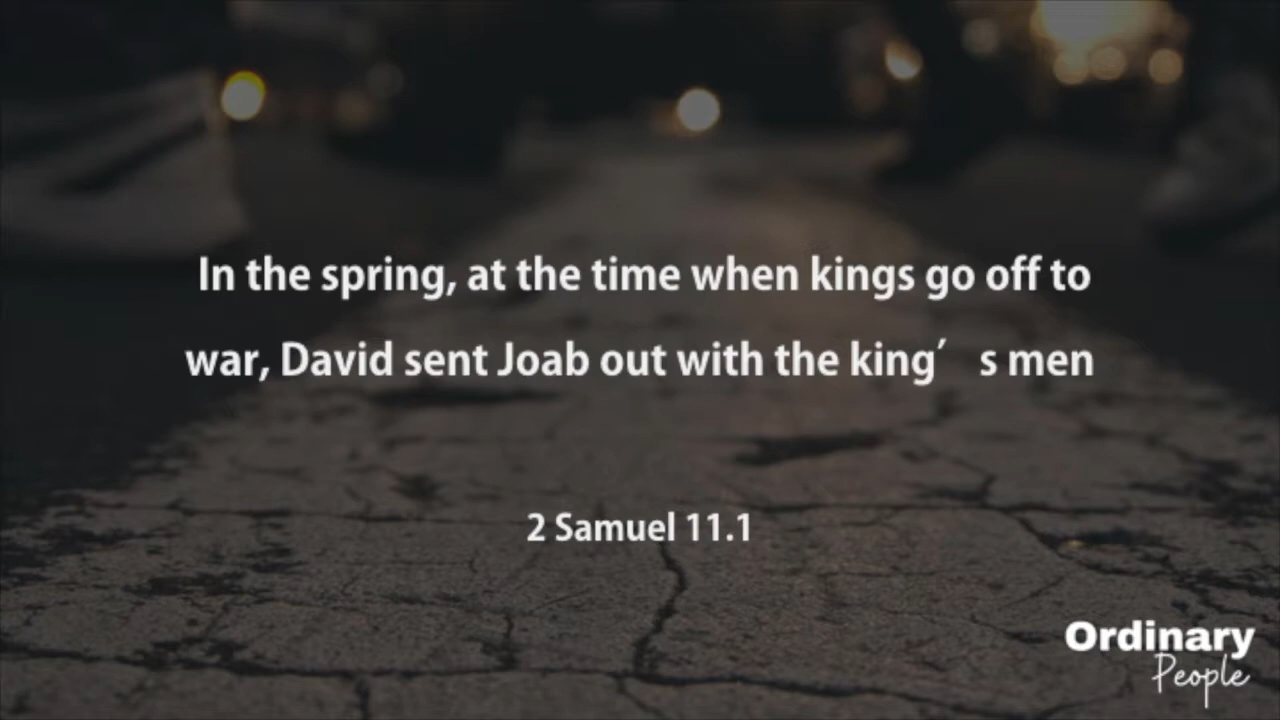 In the spring, at the time when kings go off to
war, David sent Joab out with the king′ s men
2 Samuel 11.1
Ordinary
People